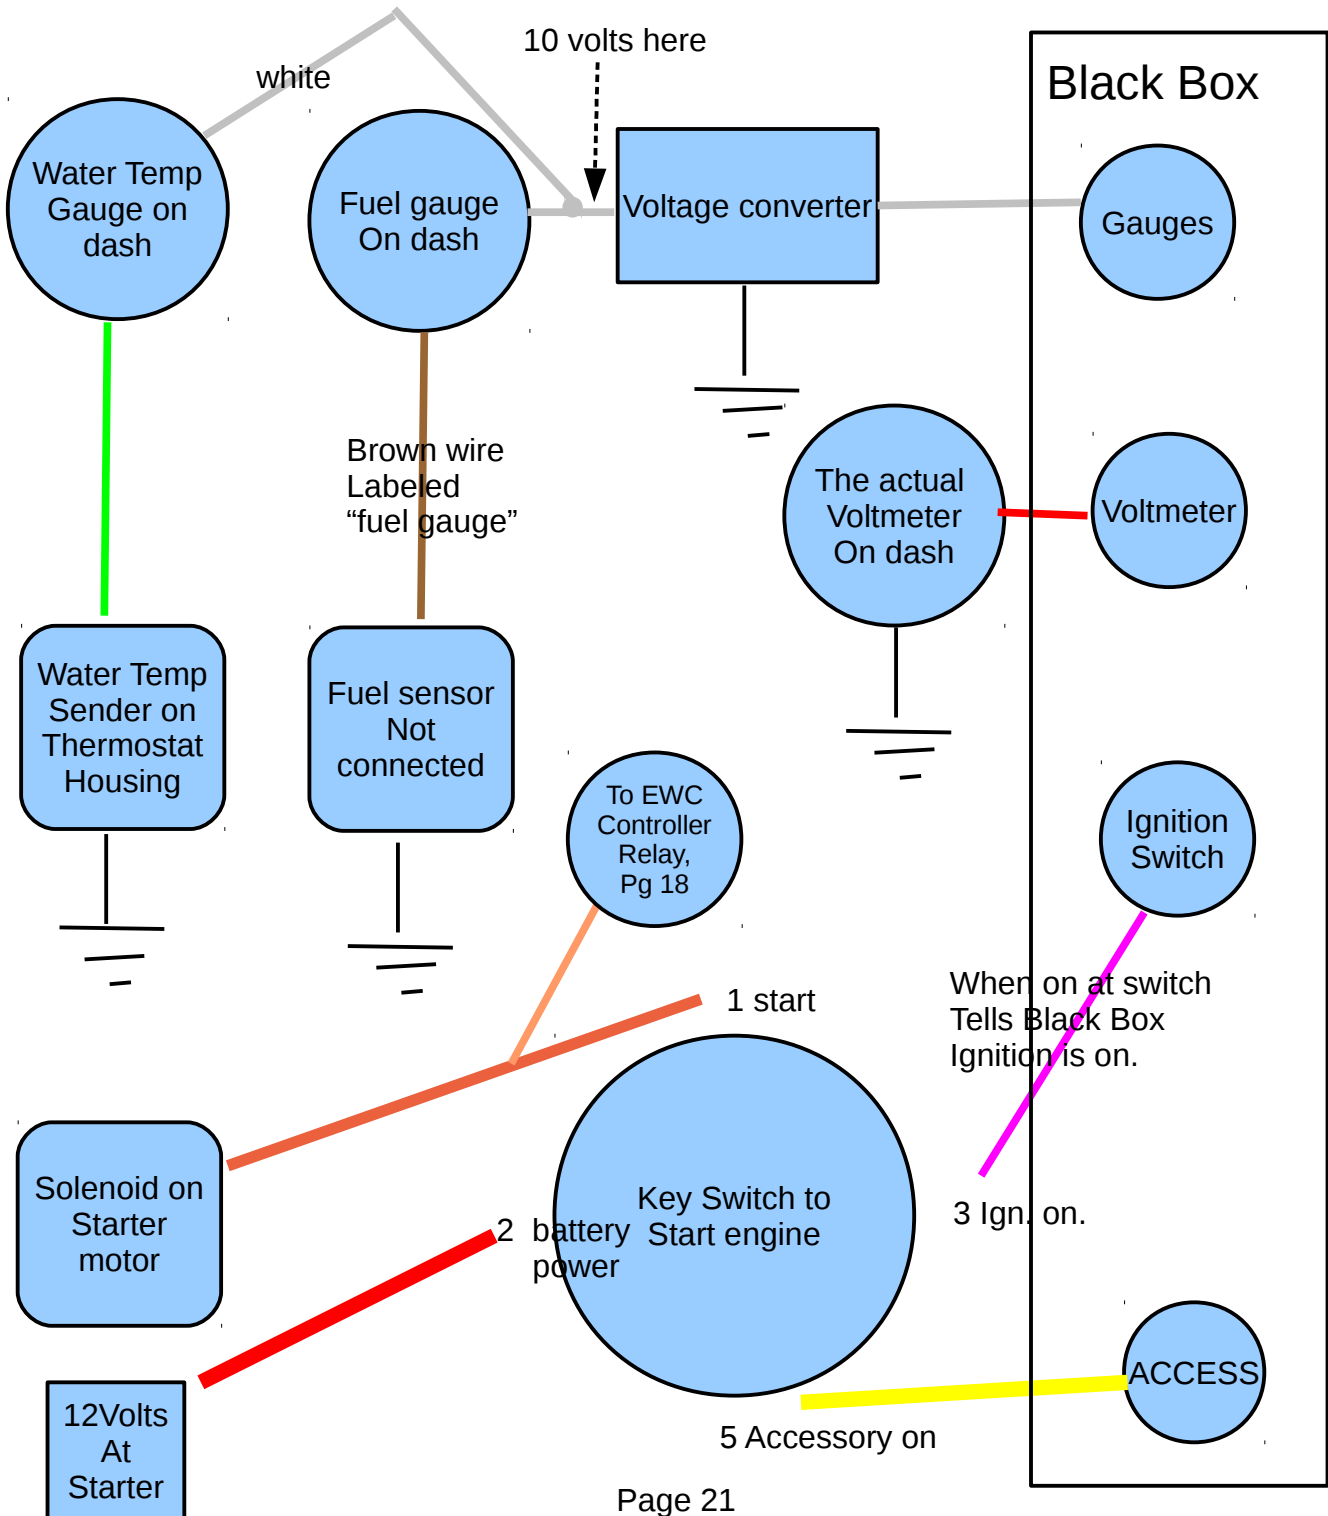 10 volts here
white
Black Box
Water Temp
Gauge on
dash
Fuel gauge
On dash
Voltage converter
Gauges
Brown wire
Labeled
“fuel gauge”
The actual
Voltmeter
On dash
Voltmeter
Water Temp
Sender on
Thermostat
Housing
Fuel sensor
Not
connected
To EWC
Controller
Relay,
Pg 18
Ignition
Switch
1 start
When on at switch
Tells Black Box
Ignition is on.
Solenoid on
Starter
motor
2 battery
power
Key Switch to
Start engine
3 Ign. on.
12Volts
At
Starter
ACCESS
5 Accessory on
Page 21